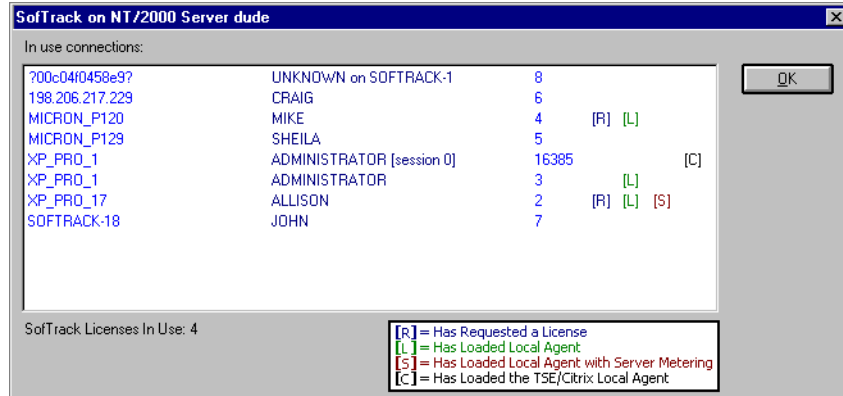 SofTrack on NT/2000 Server dude
In use connections:
?00c04f0458e9? UNKNOWN on SOFTRACK-1 8
OK
198.206.217.229 CRAIG 6
MICRON_P120 MIKE 4 [R] [L]
MICRON_P129 SHEILA 5
XP_PRO_1 ADMINISTRATOR [session 0] 16385 [C]
XP_PRO_1 ADMINISTRATOR 3 [L]
XP_PRO_17 ALLISON 2 [R] [L] [S]
SOFTRACK-18 JOHN 7
SofTrack Licenses In Use: 4
[R] = Has Requested a License
[L] = Has Loaded Local Agent
[S] = Has Loaded Local Agent with Server Metering
[C] = Has Loaded the TSE/Citrix Local Agent